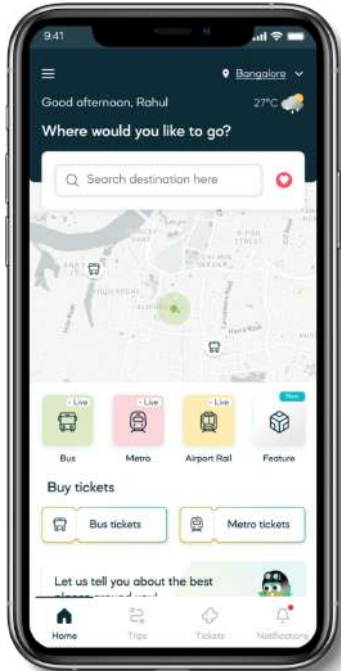 9:41
Bangalore
Good afternoon, Rahul
27°C
Where would you like to go?
Search destination here
STREET
Live Live Live New
Bus Metro Airport Rail Feature
Buy tickets
Bus tickets Metro tickets
Let us tell you about the best
Home Trips Tickets Notifications